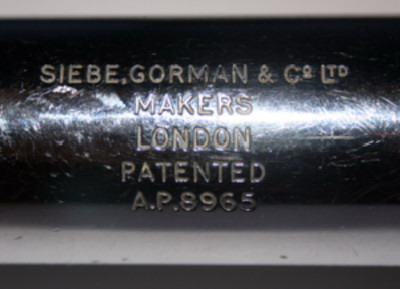 SIEBE,GORMAN & Cº LTD
MAKERS
LONDON
PATENTED
A.P.8965